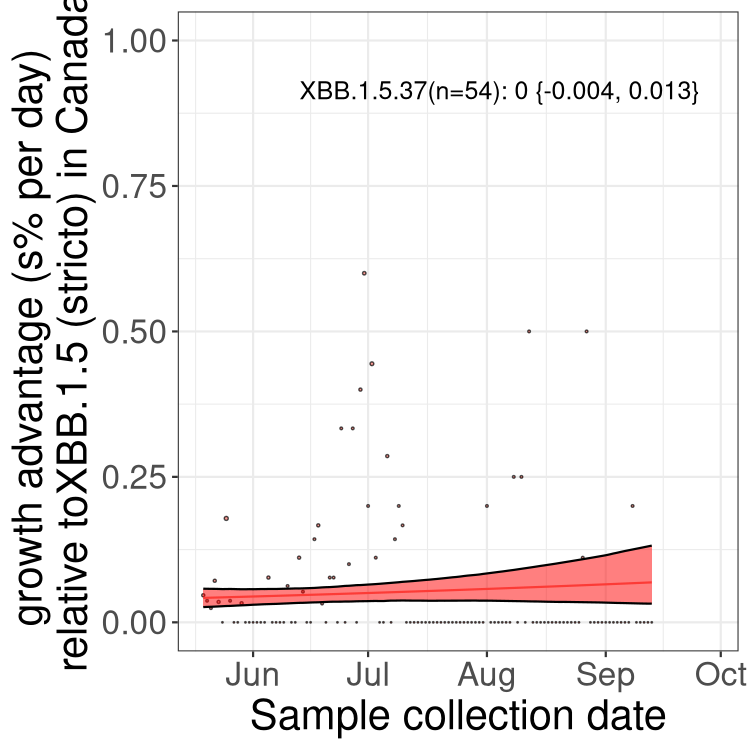 growth advantage (s% per day)
relative toXBB.1.5 (stricto) in Canada
1.00
0.75
0.50
0.25
0.00
XBB.1.5.37(n=54): 0 {-0.004, 0.013}
Jun Jul Aug Sep Oct
Sample collection date